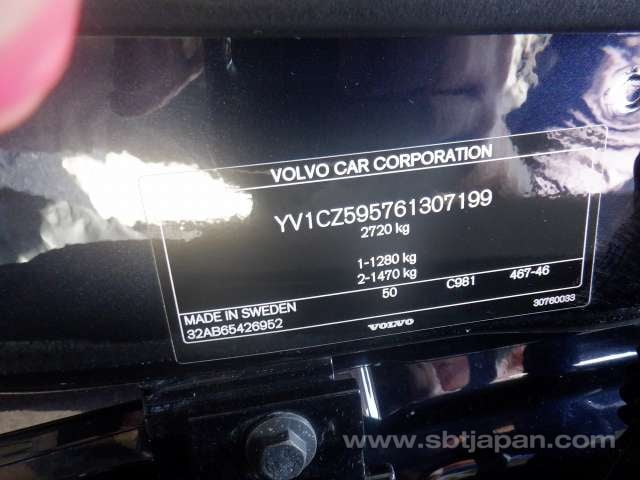 VOLVO CAR CORPORATION
YV1CZ595761307199
2720 kg
1-1280 kg
2-1470 kg
50 C981 467-46
MADE IN SWEDEN
32AB65426952
30760033
VOLVO
www.sbtjapan.com